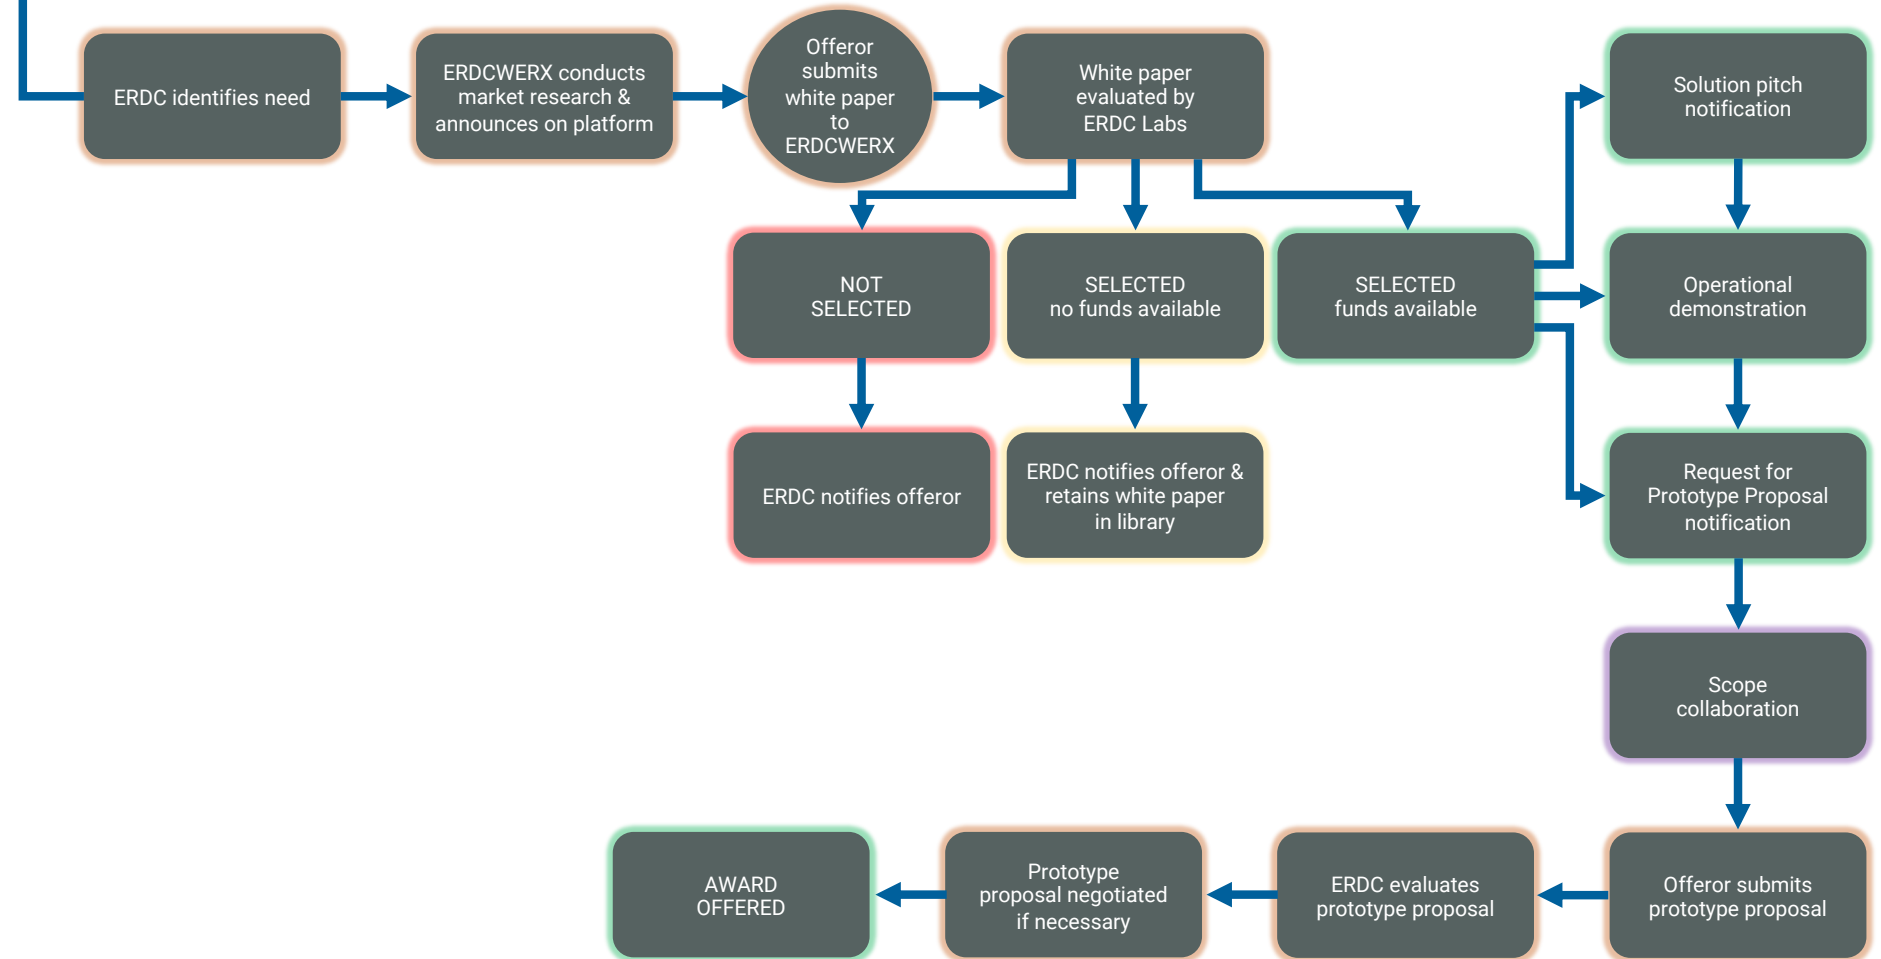 ERDC identifies need
ERDCWERX conducts
market research &
announces on platform
Offeror
submits
white paper
to
ERDCWERX
White paper
evaluated by
ERDC Labs
Solution pitch
notification
NOT
SELECTED
SELECTED
no funds available
SELECTED
funds available
Operational
demonstration
ERDC notifies offeror
ERDC notifies offeror &
retains white paper
in library
Request for
Prototype Proposal
notification
Scope
collaboration
AWARD
OFFERED
Prototype
proposal negotiated
if necessary
ERDC evaluates
prototype proposal
Offeror submits
prototype proposal